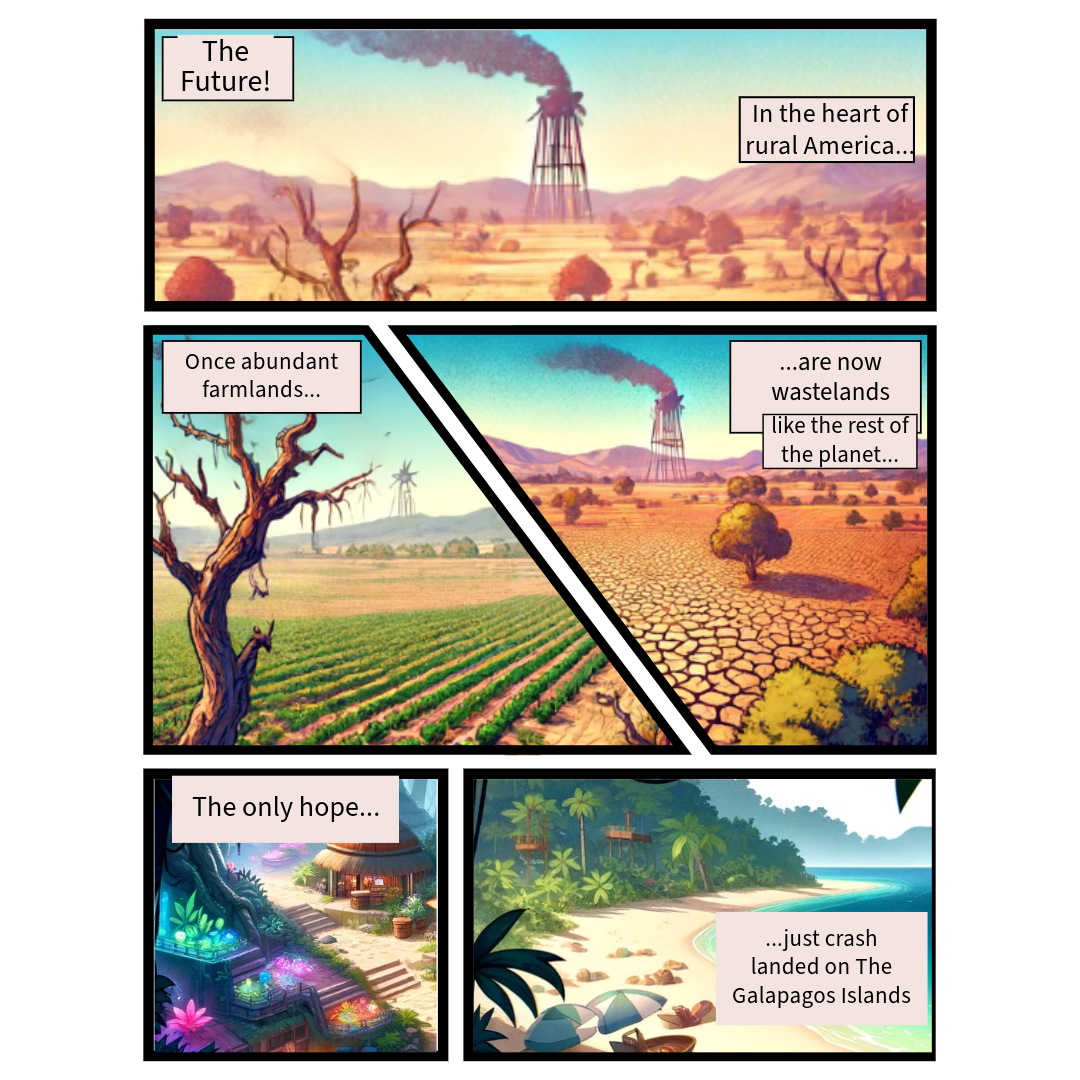 The
Future!
In the heart of
rural America...
Once abundant
farmlands...
...are now
wastelands
like the rest of
the planet...
The only hope...
...just crash
landed on The
Galapagos Islands